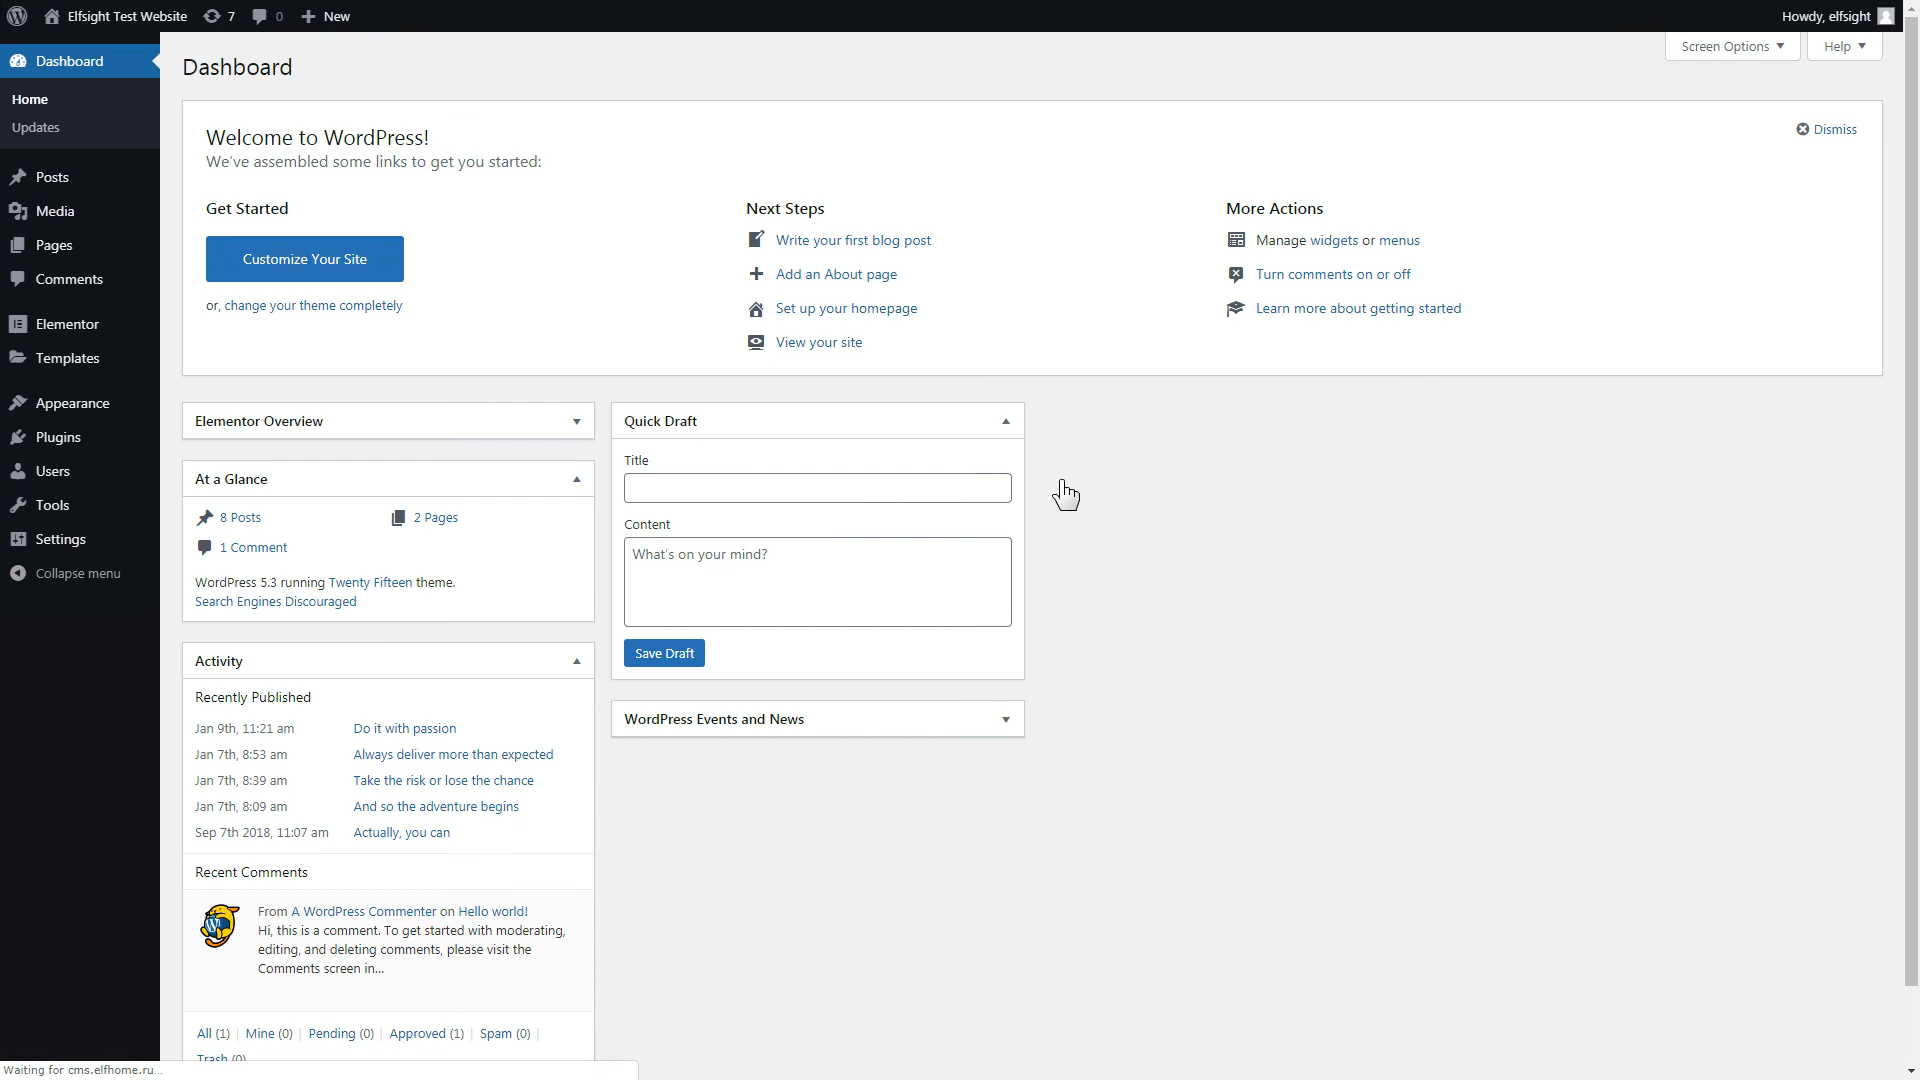 Elfsight Test Website 7 0 New Howdy, elfsight
Screen Options Help
Dashboard
Home
Updates
Posts
Media
Pages
Comments
Elementor
Templates
Appearance
Plugins
Users
Tools
Settings
Collapse menu
Dashboard
Welcome to WordPress!
We've assembled some links to get you started:
Dismiss
Get Started
Customize Your Site
or, change your theme completely
Next Steps
Write your first blog post
Add an About page
Set up your homepage
View your site
More Actions
Manage widgets or menus
Turn comments on or off
Learn more about getting started
Elementor Overview
At a Glance
8 Posts 2 Pages
1 Comment
WordPress 5.3 running Twenty Fifteen theme.
Search Engines Discouraged
Activity
Recently Published
Jan 9th, 11:21 am Do it with passion
Jan 7th, 8:53 am Always deliver more than expected
Jan 7th, 8:39 am Take the risk or lose the chance
Jan 7th, 8:09 am And so the adventure begins
Sep 7th 2018, 11:07 am Actually, you can
Recent Comments
From A WordPress Commenter on Hello world!
Hi, this is a comment. To get started with moderating,
editing, and deleting comments, please visit the
Comments screen in...
All (1) | Mine (0) | Pending (0) | Approved (1) | Spam (0) |
Trash (0)
Quick Draft
Title
Content
What's on your mind?
Save Draft
WordPress Events and News
Waiting for cms.elfhome.ru...